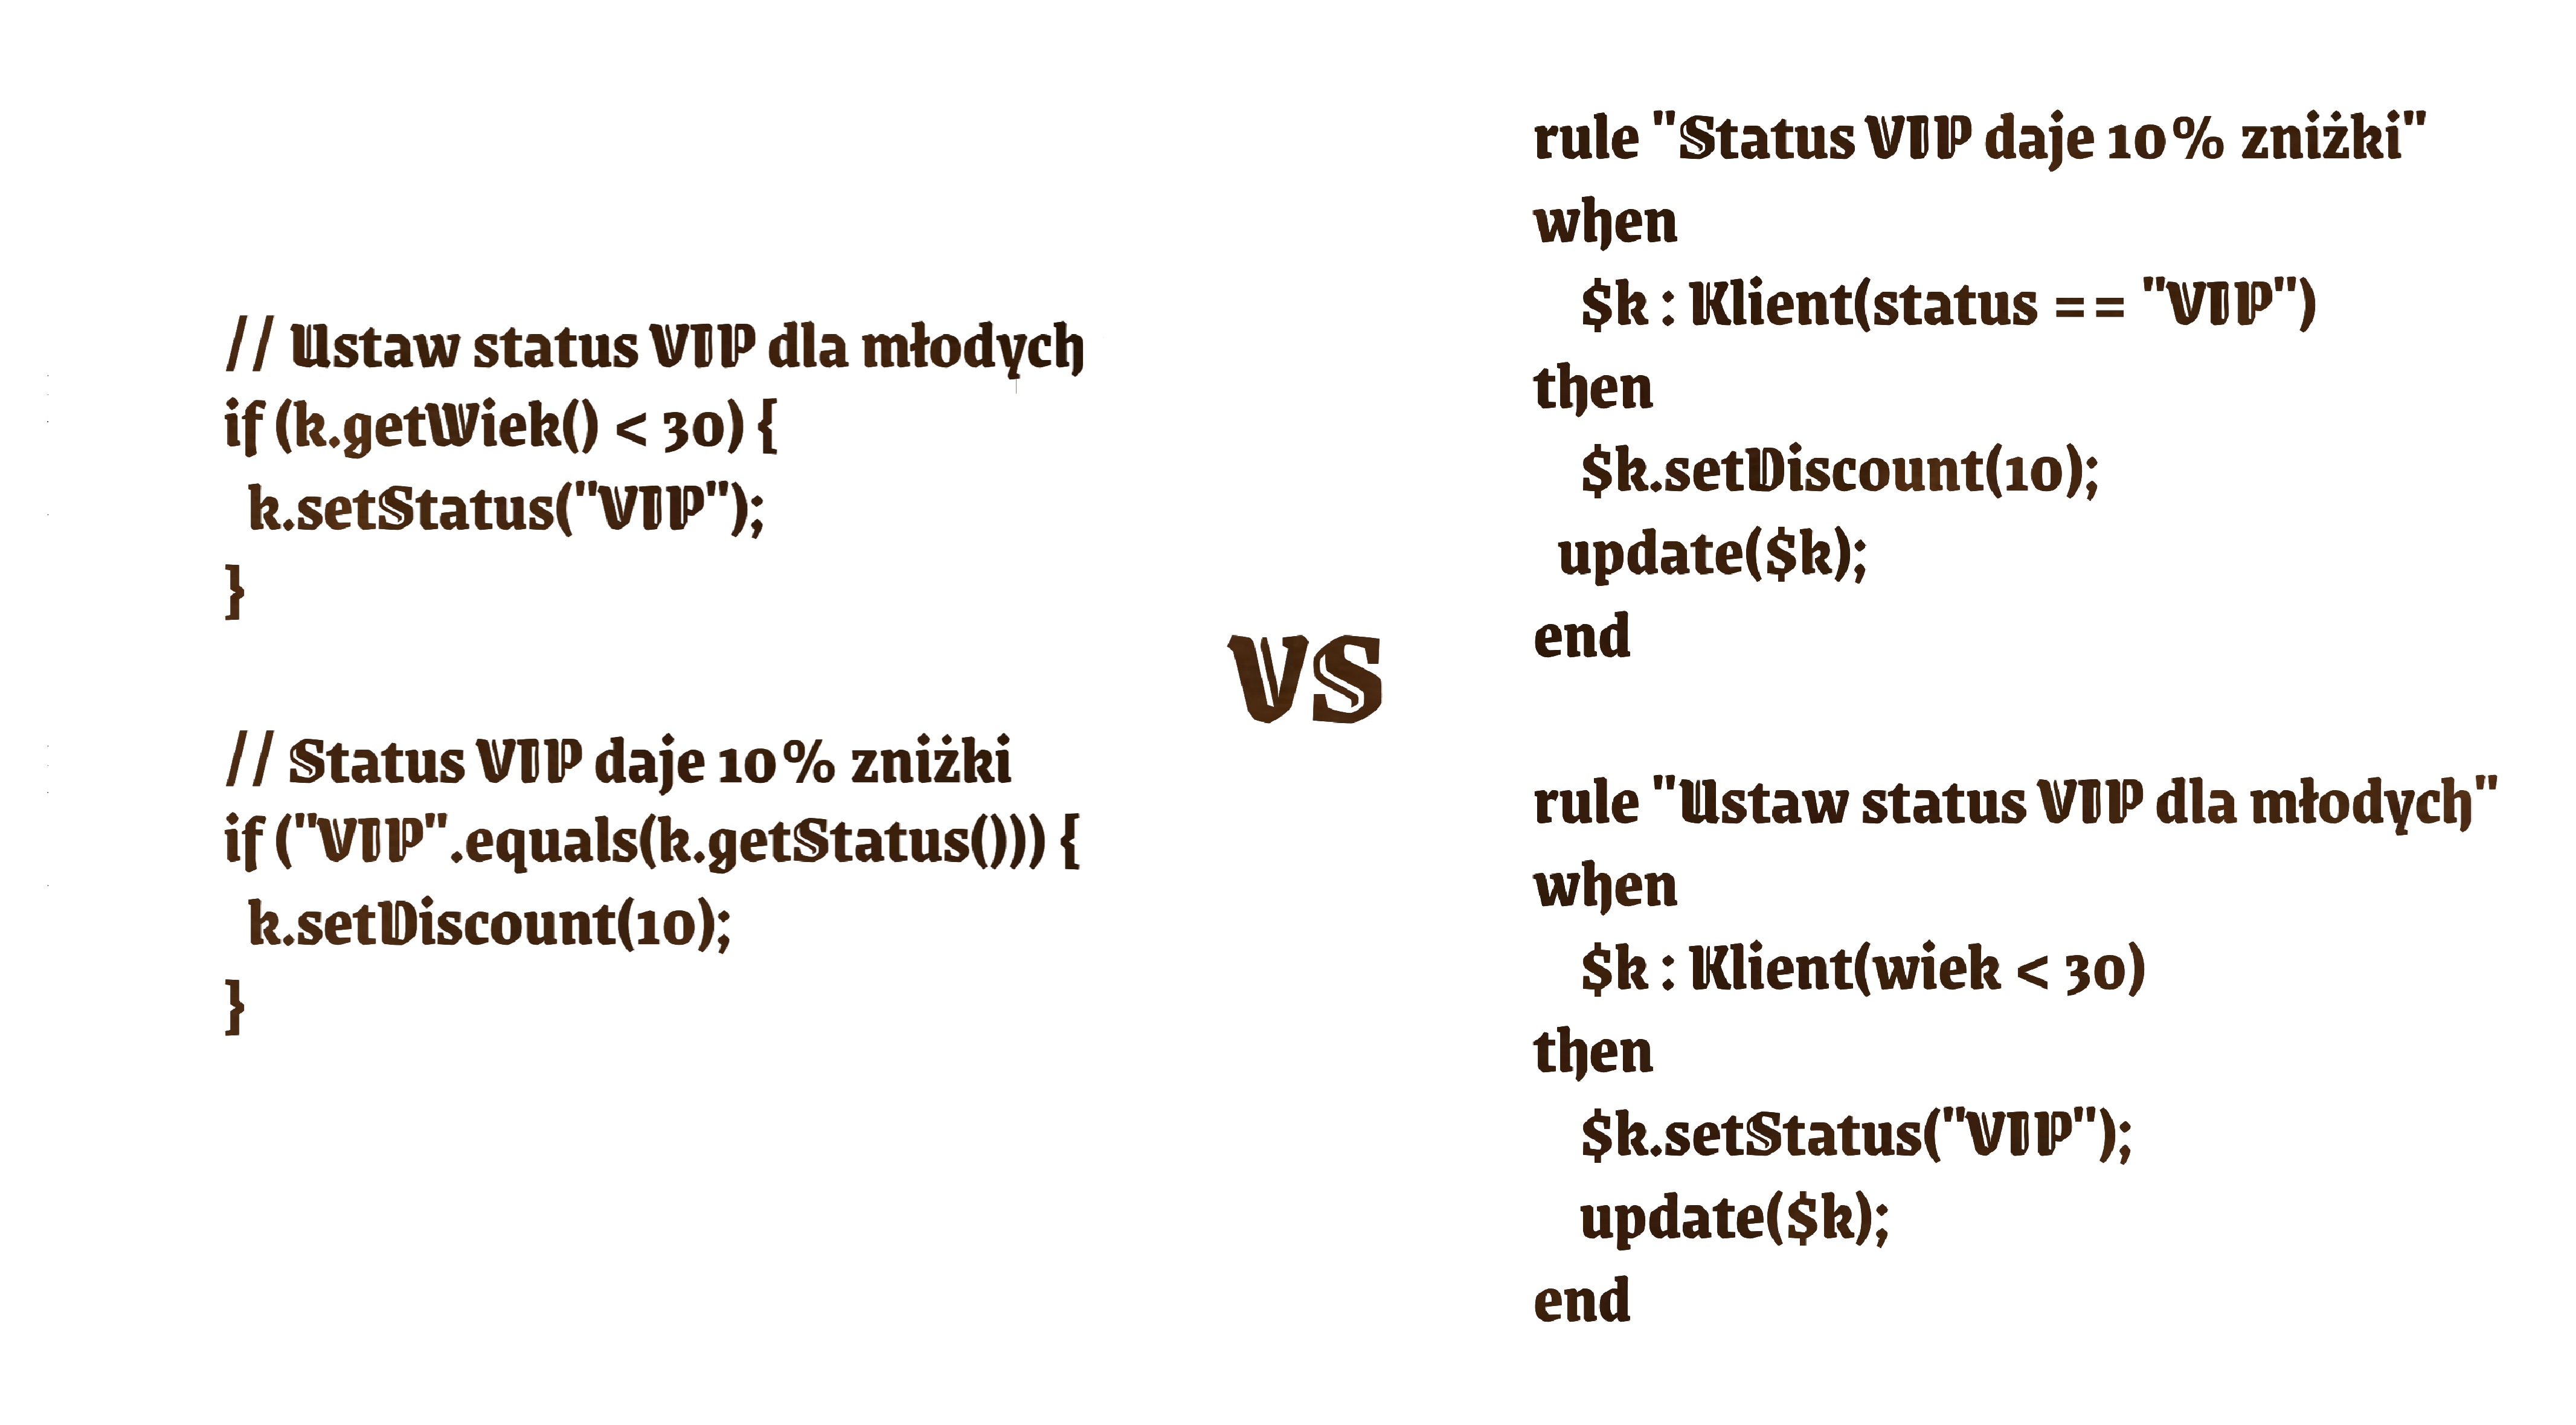 // Ustaw status VIP dla młodych
if (k.getWiek() < 30) {
  k.setStatus("VIP");
}

// Status VIP daje 10% zniżki
if ("VIP".equals(k.getStatus())) {
  k.setDiscount(10);
}

vs

rule "Status VIP daje 10% zniżki"
when
    $k : Klient(status == "VIP")
then
    $k.setDiscount(10);
  update($k);
end

rule "Ustaw status VIP dla młodych"
when
    $k : Klient(wiek < 30)
then
    $k.setStatus("VIP");
    update($k);
end